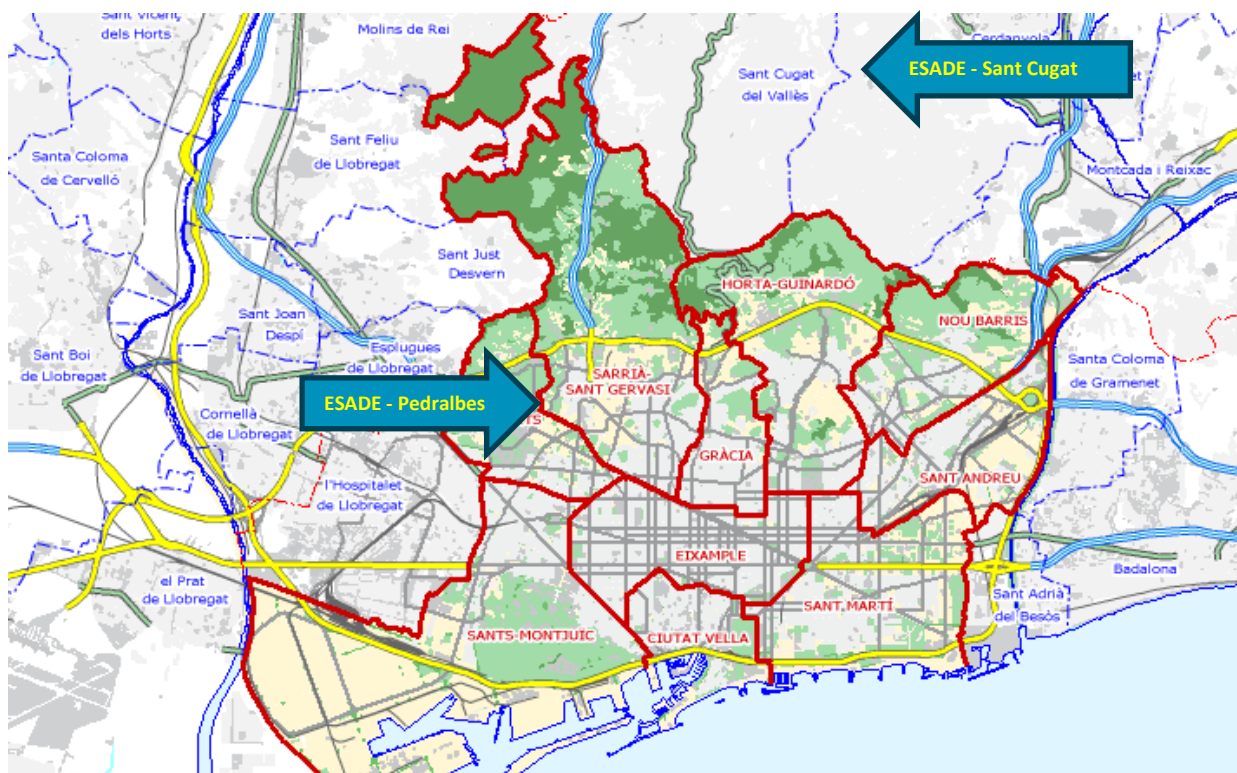 Sant Vicenç
dels Horts
Molins de Rei
Cerdanyola
ESADE - Sant Cugat
Sant Cugat
del Vallès
Sant Feliu
de Llobregat
Santa Coloma
de Cervelló
Montcada i Reixac
Sant Just
Desvern
HORTA-GUINARDÓ
NOU BARRIS
Sant Joan
Despí
Sant Boi
de Llobregat
Esplugues
de Llobregat
Santa Coloma
de Gramenet
SARRIÀ-
SANT GERVASI
ESADE - Pedralbes
Cornellà
de Llobregat
GRÀCIA
SANT ANDREU
l'Hospitalet
de Llobregat
EIXAMPLE
Badalona
el Prat
de Llobregat
Sant Adrià
del Besòs
SANT MARTÍ
SANTS-MONTJUÏC
CIUTAT VELLA